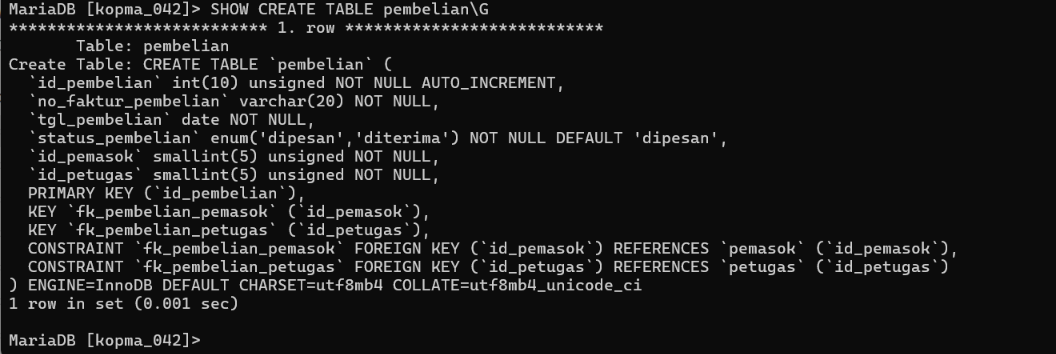 MariaDB [kopma_042]> SHOW CREATE TABLE pembelian\G
*************************** 1. row ***************************
       Table: pembelian
Create Table: CREATE TABLE `pembelian` (
  `id_pembelian` int(10) unsigned NOT NULL AUTO_INCREMENT,
  `no_faktur_pembelian` varchar(20) NOT NULL,
  `tgl_pembelian` date NOT NULL,
  `status_pembelian` enum('dipesan','diterima') NOT NULL DEFAULT 'dipesan',
  `id_pemasok` smallint(5) unsigned NOT NULL,
  `id_petugas` smallint(5) unsigned NOT NULL,
  PRIMARY KEY (`id_pembelian`),
  KEY `fk_pembelian_pemasok` (`id_pemasok`),
  KEY `fk_pembelian_petugas` (`id_petugas`),
  CONSTRAINT `fk_pembelian_pemasok` FOREIGN KEY (`id_pemasok`) REFERENCES `pemasok` (`id_pemasok`),
  CONSTRAINT `fk_pembelian_petugas` FOREIGN KEY (`id_petugas`) REFERENCES `petugas` (`id_petugas`)
) ENGINE=InnoDB DEFAULT CHARSET=utf8mb4 COLLATE=utf8mb4_unicode_ci
1 row in set (0.001 sec)

MariaDB [kopma_042]>